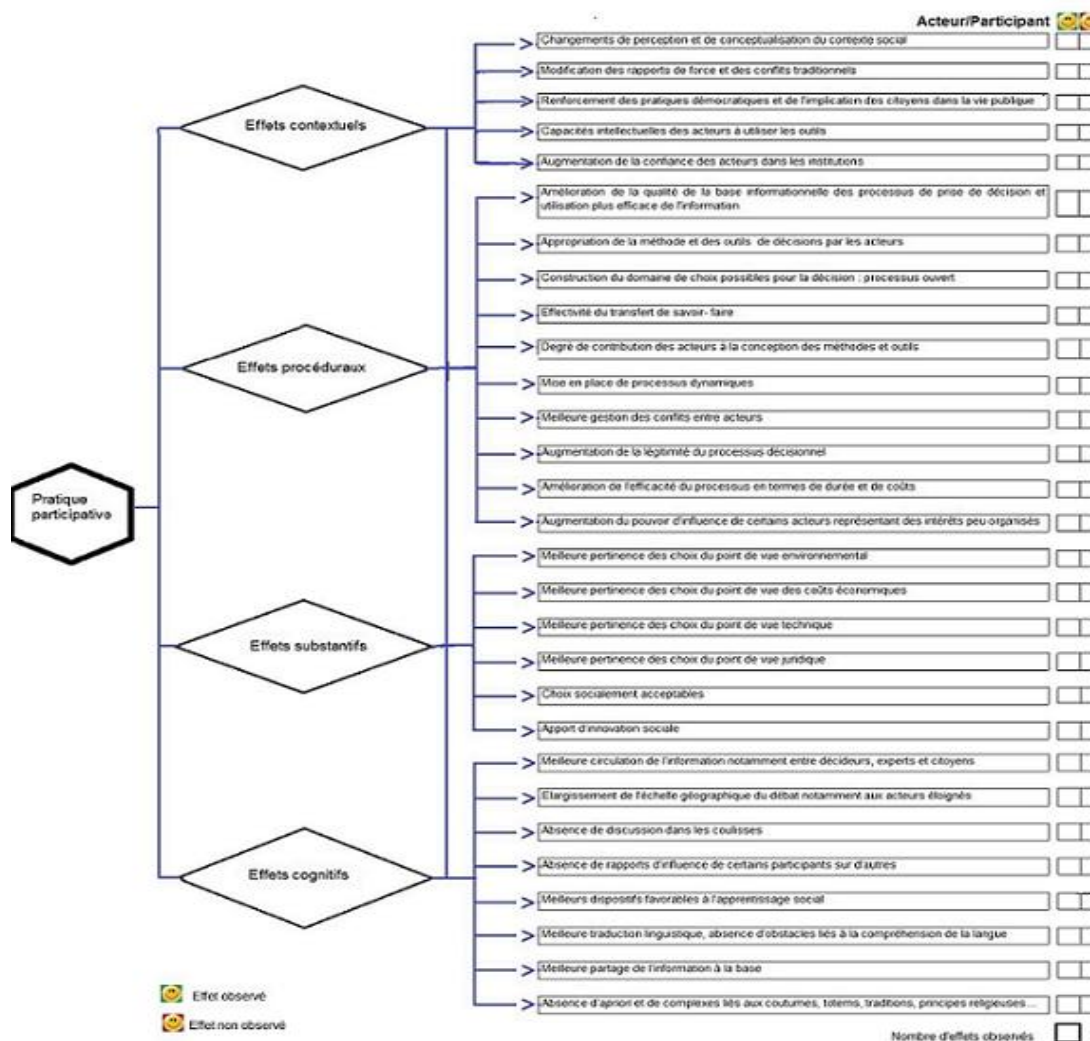 Acteur/Participant
Changements de perception et de conceptualisation du contexte social
Modification des rapports de force et des conflits traditionnels
Renforcement des pratiques démocratiques et de l'implication des citoyens dans la vie publique
Effets contextuels
Capacités intellectuelles des acteurs à utiliser les outils
Augmentation de la confiance des acteurs dans les institutions
Amélioration de la qualité de la base informationnelle des processus de prise de décision et
utilisation plus efficace de l'information
Appropriation de la méthode et des outils de décisions par les acteurs
Construction du domaine de choix possibles pour la décision : processus ouvert
Effectivité du transfert de savoir- faire
Degré de contribution des acteurs à la conception des méthodes et outils
Effets procéduraux
Mise en place de processus dynamiques
Meilleure gestion des conflits entre acteurs
Augmentation de la légitimité du processus décisionnel
Amélioration de l'efficacité du processus en termes de durée et de coûts
Pratique
participative
Augmentation du pouvoir d'influence de certains acteurs représentant des intérêts peu organisés
Meilleure pertinence des choix du point de vue environnemental
Meilleure pertinence des choix du point de vue des coûts économiques
Meilleure pertinence des choix du point de vue technique
Effets substantifs
Meilleure pertinence des choix du point de vue juridique
Choix socialement acceptables
Apport d'innovation sociale
Meilleure circulation de l'information notamment entre décideurs, experts et citoyens
Elargissement de l'échelle géographique du débat notamment aux acteurs éloignés
Absence de discussion dans les coulisses
Absence de rapports d'influence de certains participants sur d'autres
Effets cognitifs
Meilleurs dispositifs favorables à l'apprentissage social
Meilleure traduction linguistique, absence d'obstacles liés à la compréhension de la langue
Meilleure partage de l'information à la base
Absence d'apriori et de complexes liés aux coutumes, totems, traditions, principes religieuses ...
Effet observé
Effet non observé
Nombre d'effets observés